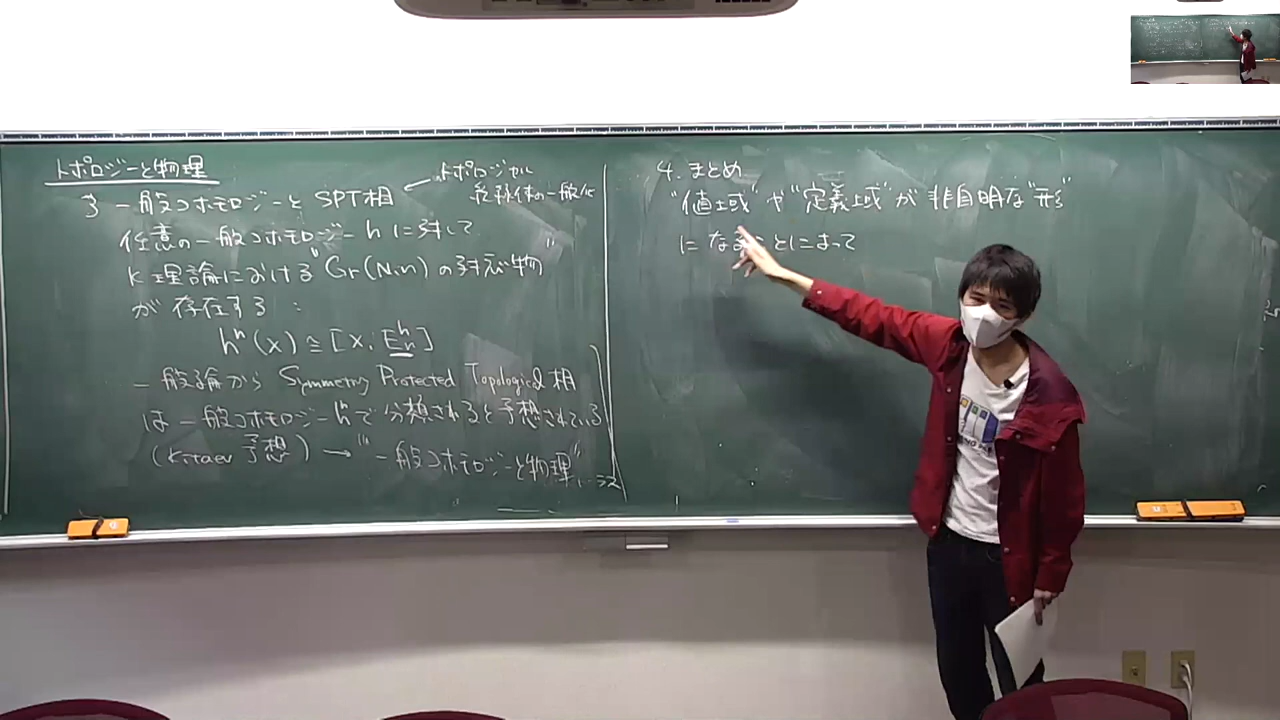 トポロジーと物理
3 一般コホモロジーと SPT相 ← トポロジカル
絶縁体の一般化
任意の一般コホモロジー h に対して
K理論における "Gr(N,n) の対応物"
が存在する:
hⁿ(X) ≅ [X, Eʰₙ]
一般論から Symmetry Protected Topological 相
は一般コホモロジー h で分類されると予想されている
(Kitaev 予想) → "一般コホモロジーと物理"
4. まとめ
"値域" や "定義域" が 非自明な "形"
に なることによって